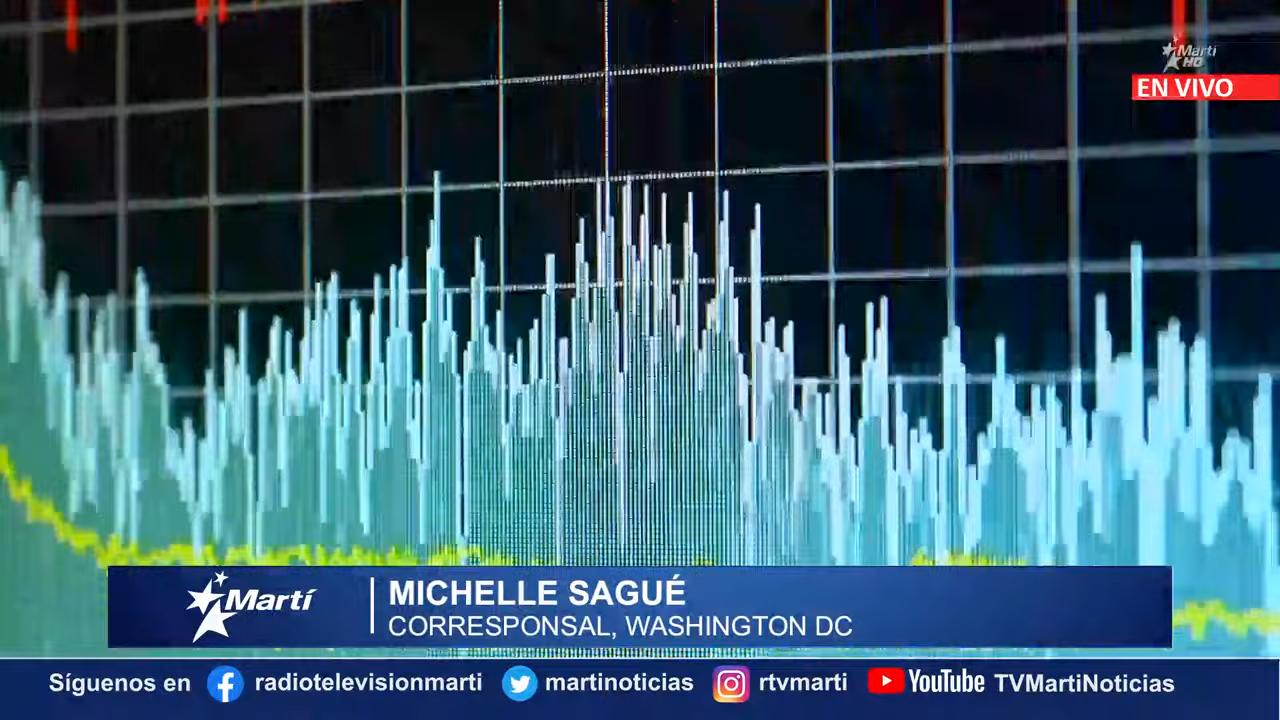 Martí
HD
EN VIVO
Martí
MICHELLE SAGUÉ
CORRESPONSAL, WASHINGTON DC
Síguenos en radiotelevisionmarti martinoticias rtvmarti YouTube TVMartiNoticias